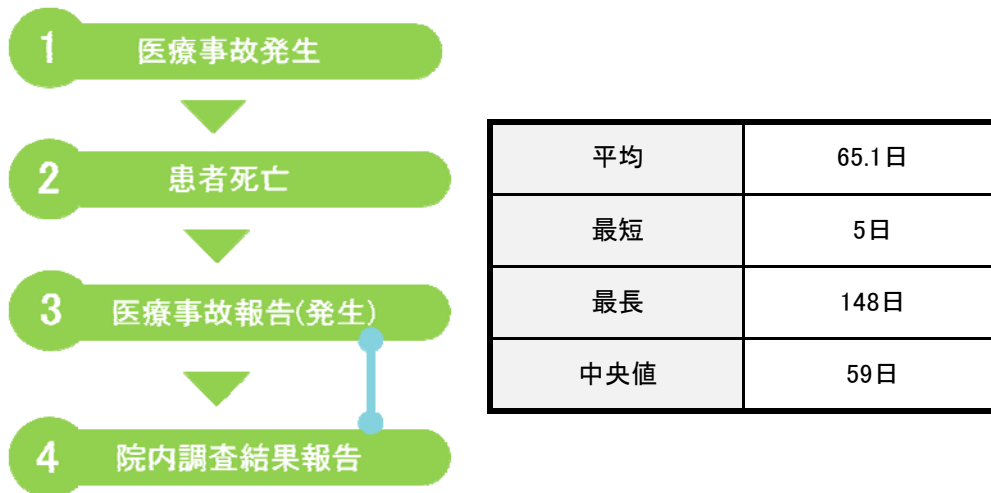 1 医療事故発生
2 患者死亡
3 医療事故報告(発生)
4 院内調査結果報告
平均 65.1日
最短 5日
最長 148日
中央値 59日